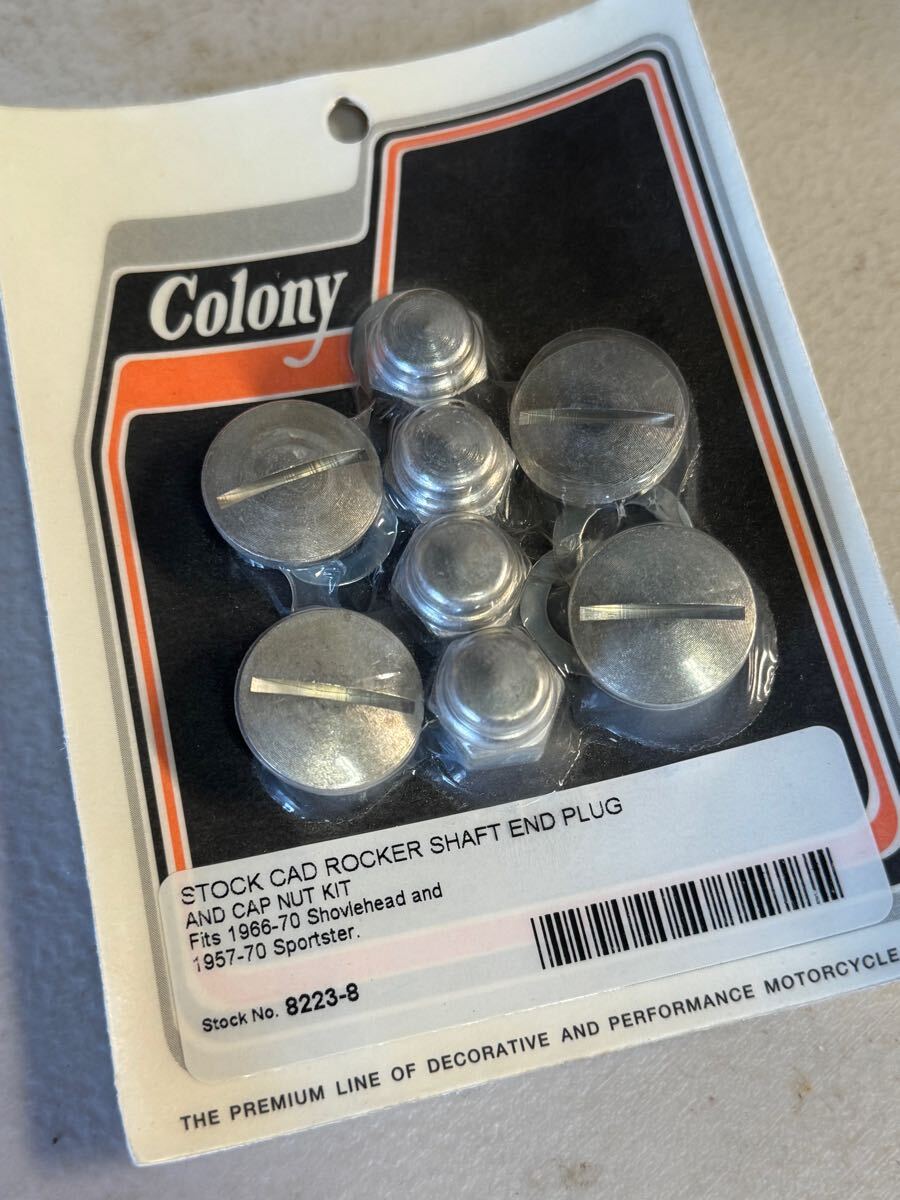 Colony
STOCK CAD ROCKER SHAFT END PLUG
AND CAP NUT KIT
Fits 1966-70 Shovlehead and
1957-70 Sportster.
Stock No. 8223-8
THE PREMIUM LINE OF DECORATIVE AND PERFORMANCE MOTORCYCLE